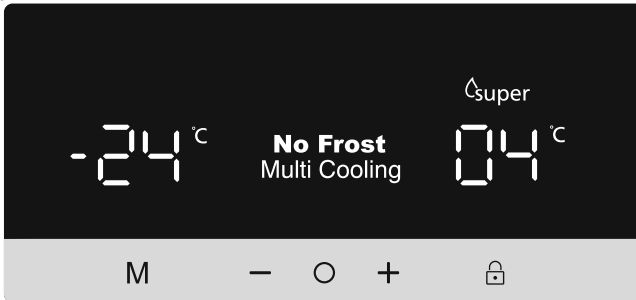 super
-24 °C
No Frost
Multi Cooling
04 °C
M
− ○ +